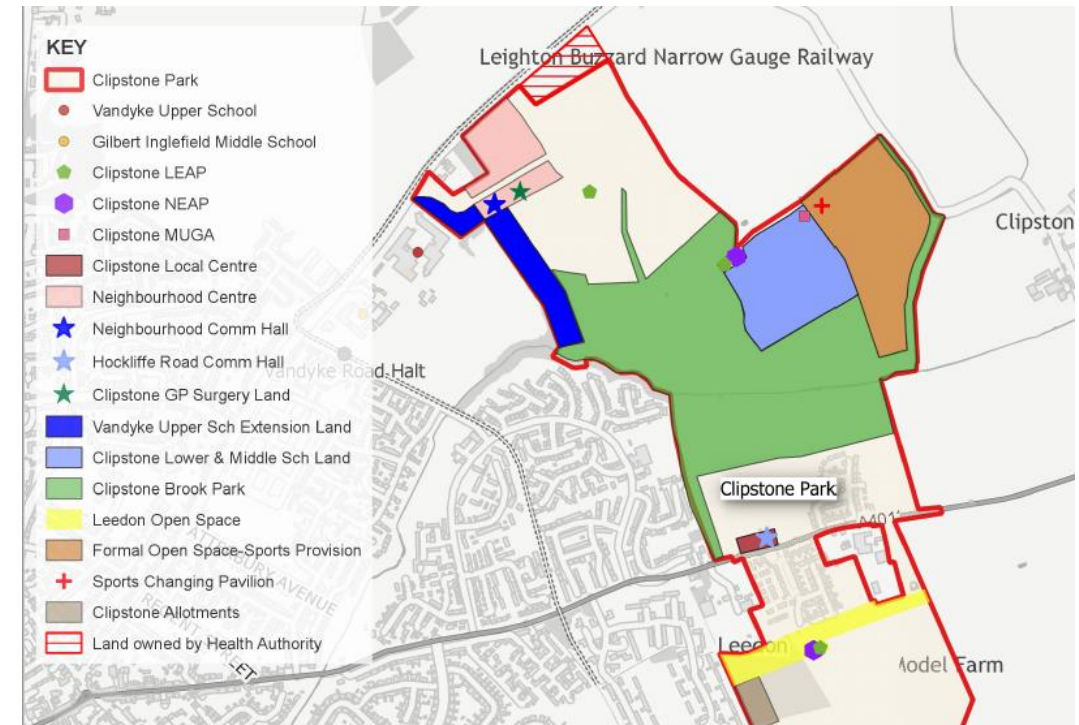 KEY
Clipstone Park
Vandyke Upper School
Gilbert Inglefield Middle School
Clipstone LEAP
Clipstone NEAP
Clipstone MUGA
Clipstone Local Centre
Neighbourhood Centre
Neighbourhood Comm Hall
Hockliffe Road Comm Hall
Clipstone GP Surgery Land
Vandyke Upper Sch Extension Land
Clipstone Lower & Middle Sch Land
Clipstone Brook Park
Leedon Open Space
Formal Open Space-Sports Provision
Sports Changing Pavilion
Clipstone Allotments
Land owned by Health Authority
Leighton Buzzard Narrow Gauge Railway
Clipston
Vandyke Road Halt
Clipstone Park
Leedon
Model Farm